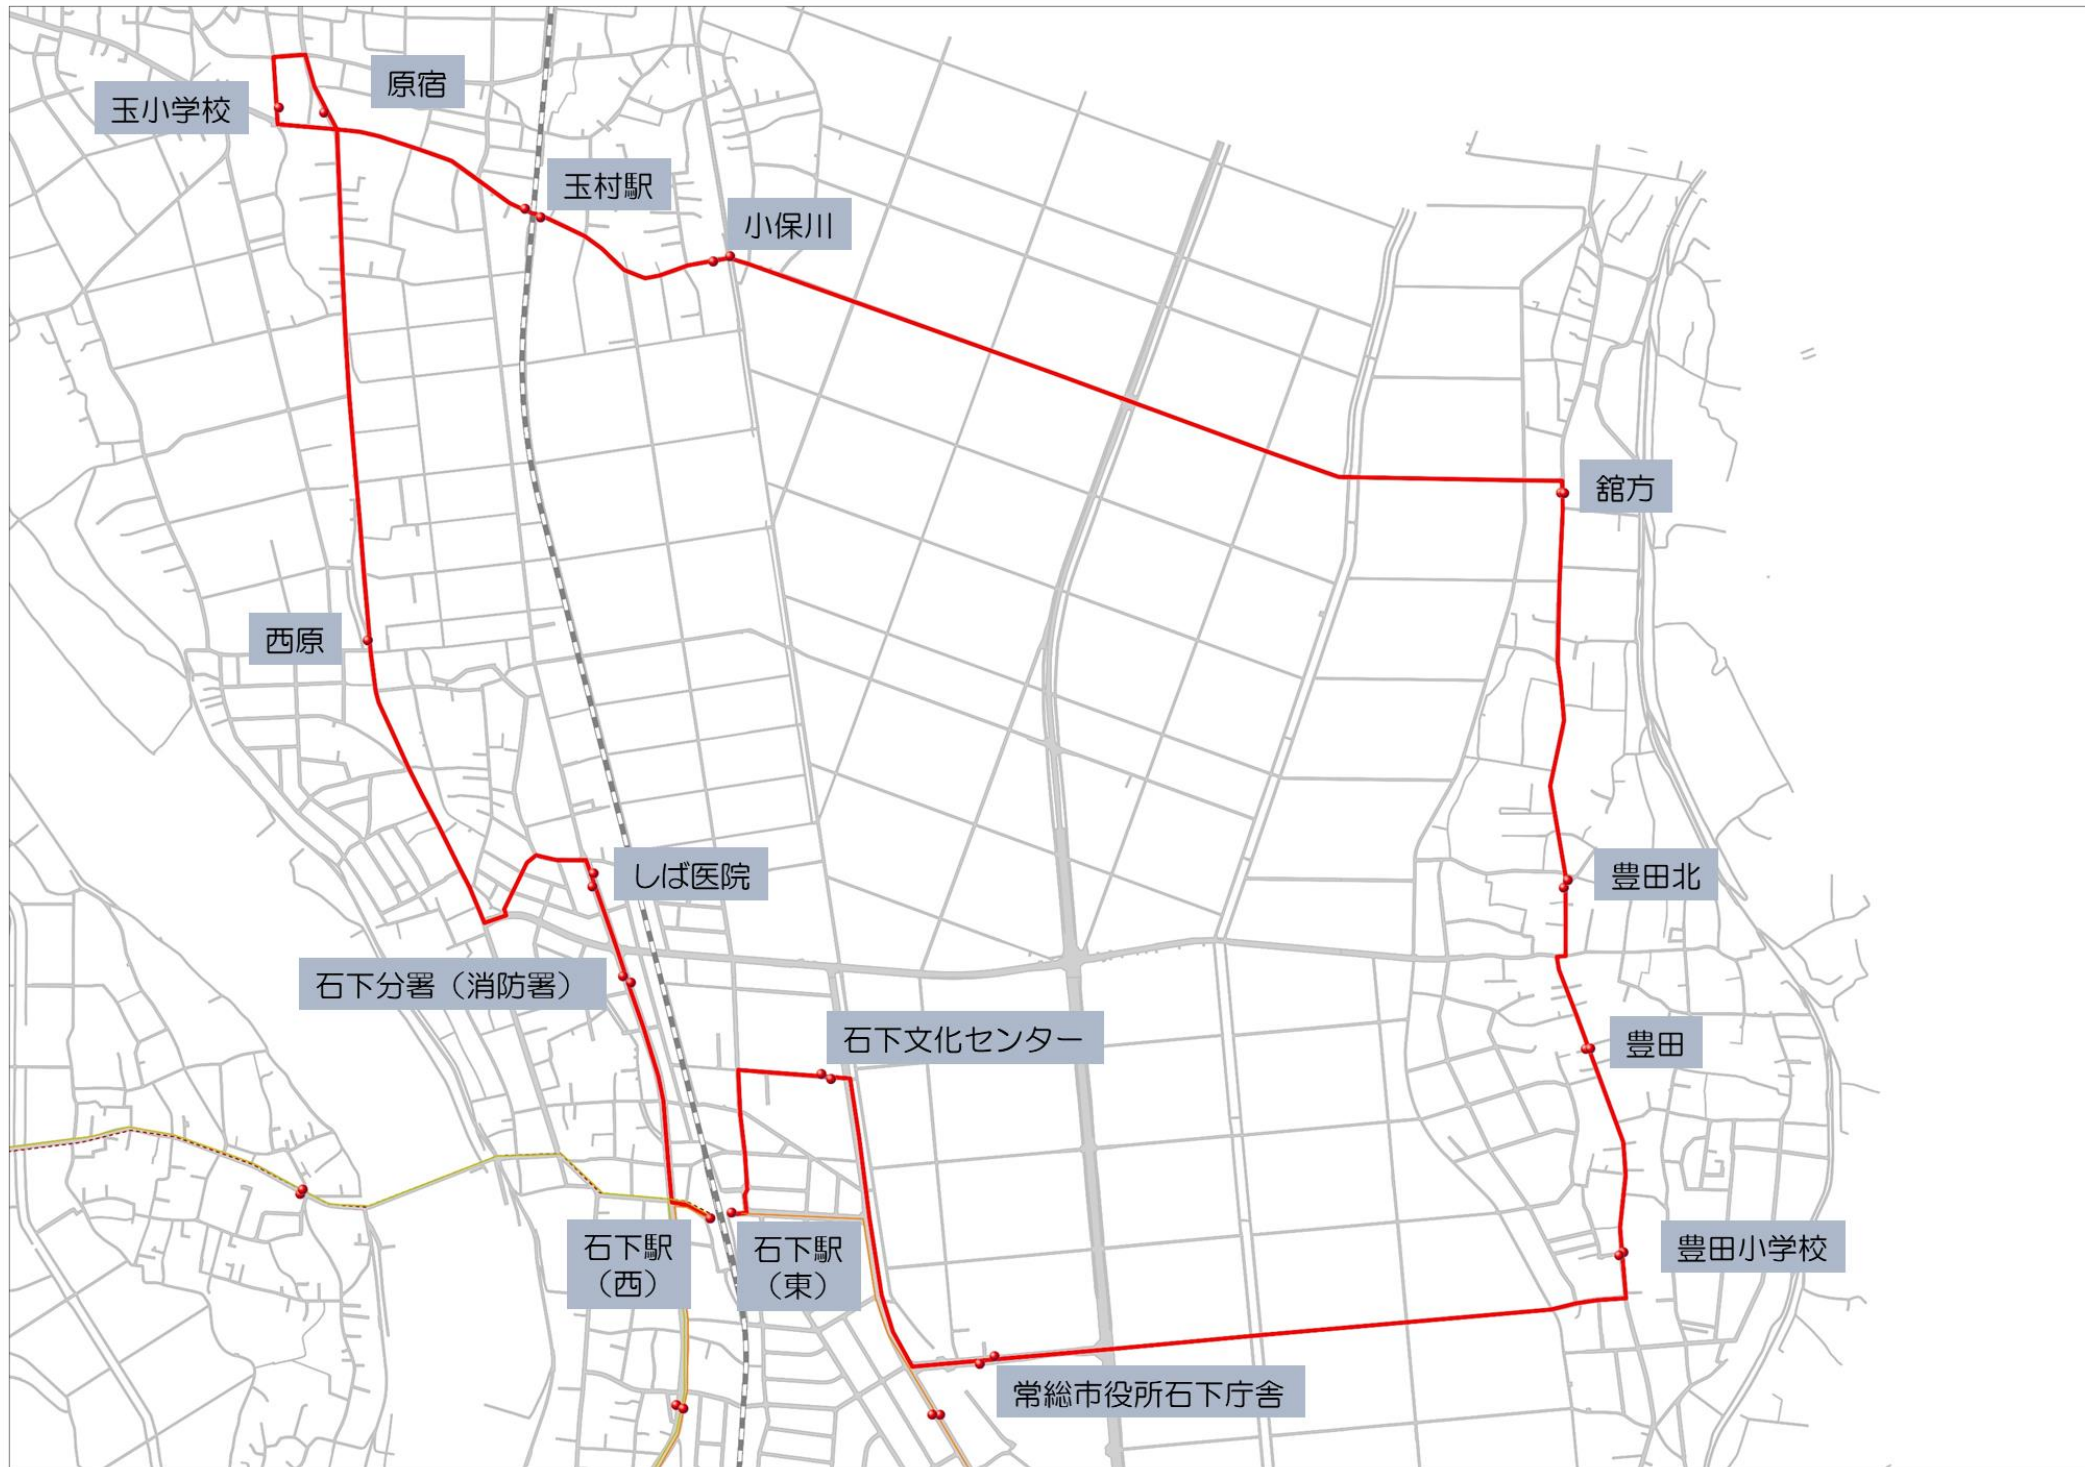 原宿
玉小学校
玉村駅
小保川
舘方
西原
しば医院
豊田北
石下分署（消防署）
石下文化センター
豊田
石下駅
（西）
石下駅
（東）
豊田小学校
常総市役所石下庁舎